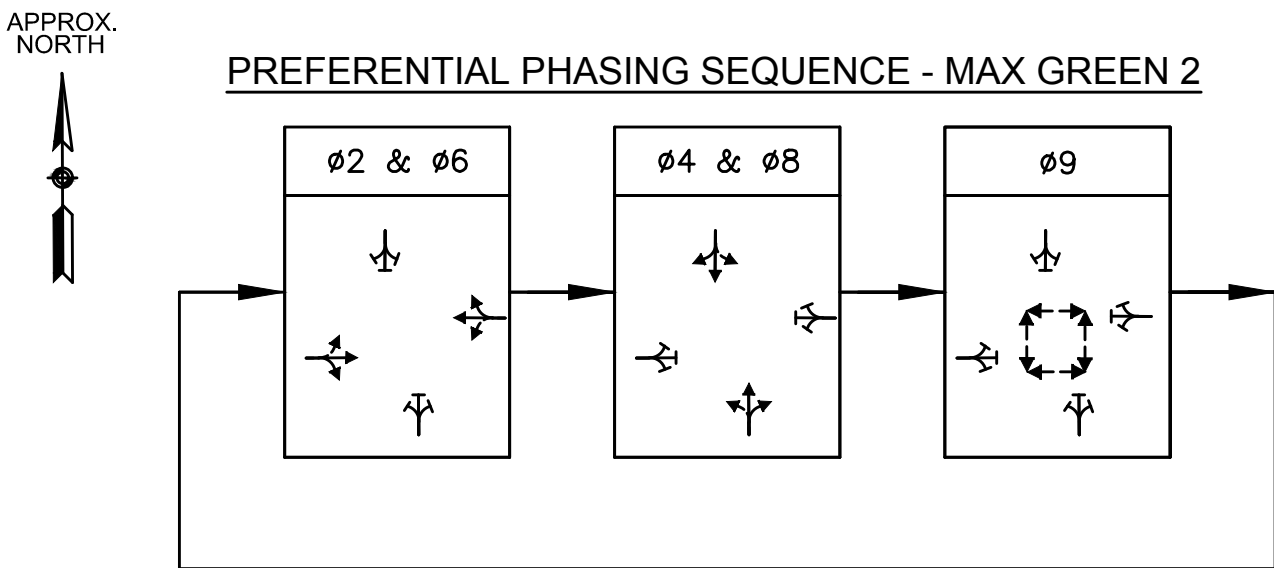 APPROX.
NORTH
PREFERENTIAL PHASING SEQUENCE - MAX GREEN 2
ø2 & ø6
ø4 & ø8
ø9